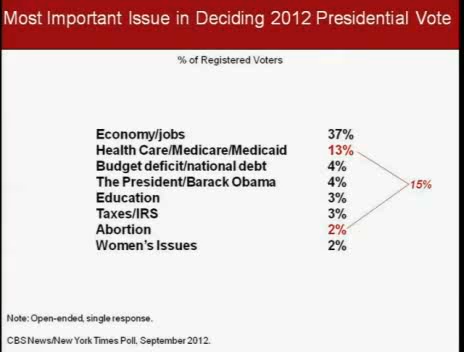 Most Important Issue in Deciding 2012 Presidential Vote
% of Registered Voters
Economy/jobs 37%
Health Care/Medicare/Medicaid 13%
Budget deficit/national debt 4%
The President/Barack Obama 4%
15%
Education 3%
Taxes/IRS 3%
Abortion 2%
Women's Issues 2%
Note: Open-ended, single response.
CBS News/New York Times Poll, September 2012.